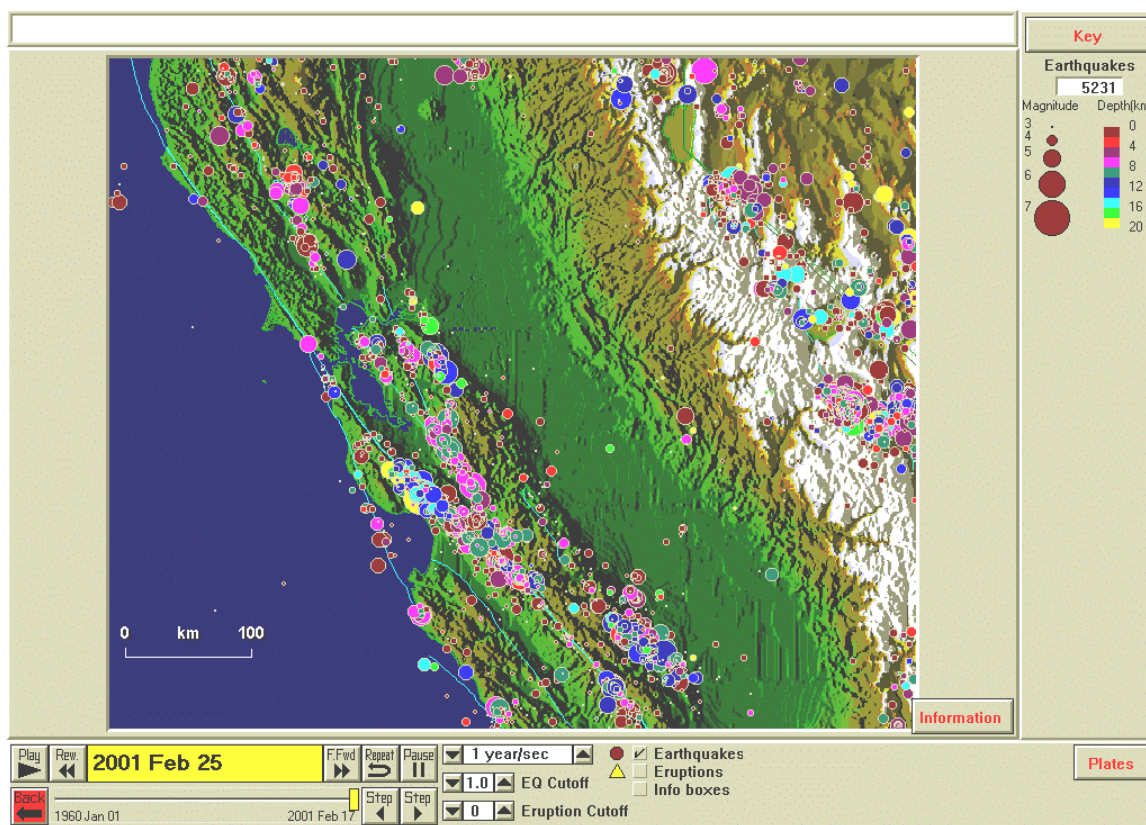 Key
Earthquakes
5231
Magnitude Depth(km
3 0
4 4
5 8
6 12
7 16
20
0 km 100
Information
Play Rew. 2001 Feb 25 F.Fwd Repeat Pause
1 year/sec
Earthquakes
Eruptions
Info boxes
1.0 EQ Cutoff
Plates
Back
1960 Jan 01 2001 Feb 17
Step Step
0 Eruption Cutoff